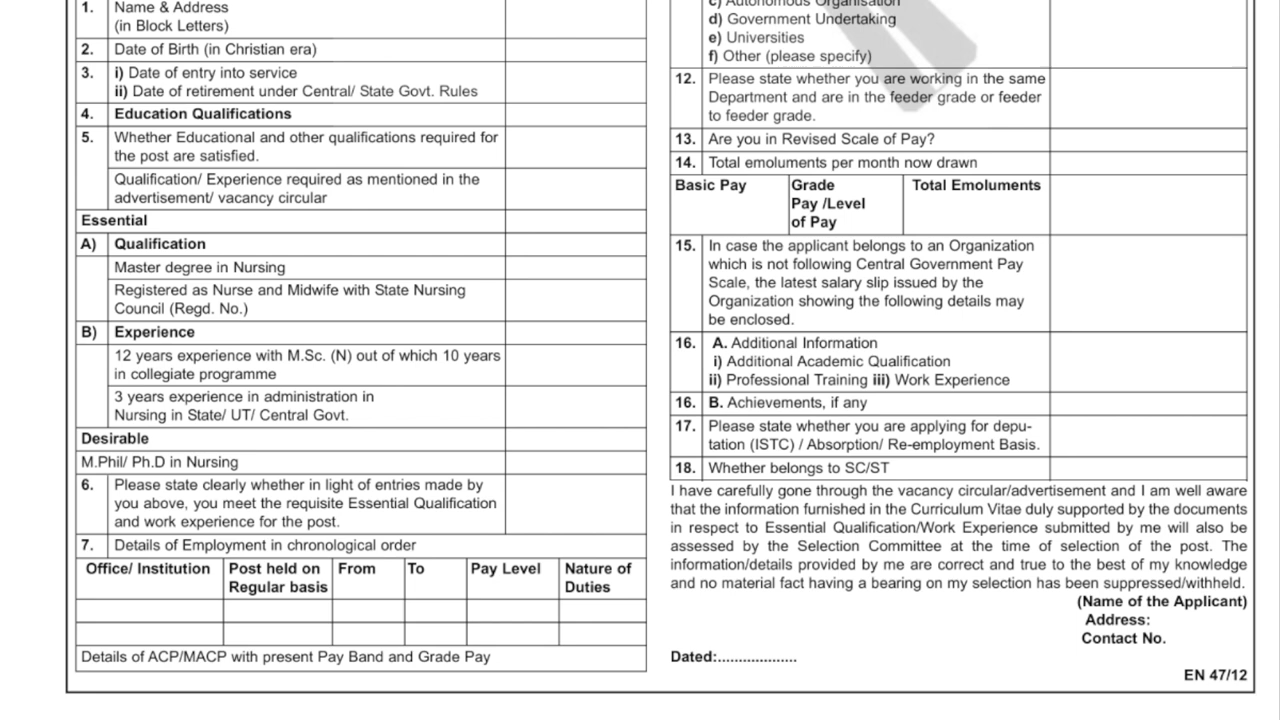 1. Name & Address
(in Block Letters)
2. Date of Birth (in Christian era)
3. i) Date of entry into service
ii) Date of retirement under Central/ State Govt. Rules
4. Education Qualifications
5. Whether Educational and other qualifications required for
the post are satisfied.
Qualification/ Experience required as mentioned in the
advertisement/ vacancy circular
Essential
A) Qualification
Master degree in Nursing
Registered as Nurse and Midwife with State Nursing
Council (Regd. No.)
B) Experience
12 years experience with M.Sc. (N) out of which 10 years
in collegiate programme
3 years experience in administration in
Nursing in State/ UT/ Central Govt.
Desirable
M.Phil/ Ph.D in Nursing
6. Please state clearly whether in light of entries made by
you above, you meet the requisite Essential Qualification
and work experience for the post.
7. Details of Employment in chronological order
Office/ Institution Post held on From To Pay Level Nature of
Regular basis Duties
Details of ACP/MACP with present Pay Band and Grade Pay
c) Autonomous Organisation
d) Government Undertaking
e) Universities
f) Other (please specify)
12. Please state whether you are working in the same
Department and are in the feeder grade or feeder
to feeder grade.
13. Are you in Revised Scale of Pay?
14. Total emoluments per month now drawn
Basic Pay Grade Total Emoluments
Pay /Level
of Pay
15. In case the applicant belongs to an Organization
which is not following Central Government Pay
Scale, the latest salary slip issued by the
Organization showing the following details may
be enclosed.
16. A. Additional Information
i) Additional Academic Qualification
ii) Professional Training iii) Work Experience
16. B. Achievements, if any
17. Please state whether you are applying for depu-
tation (ISTC) / Absorption/ Re-employment Basis.
18. Whether belongs to SC/ST
I have carefully gone through the vacancy circular/advertisement and I am well aware
that the information furnished in the Curriculum Vitae duly supported by the documents
in respect to Essential Qualification/Work Experience submitted by me will also be
assessed by the Selection Committee at the time of selection of the post. The
information/details provided by me are correct and true to the best of my knowledge
and no material fact having a bearing on my selection has been suppressed/withheld.
(Name of the Applicant)
Address:
Contact No.
Dated:...................
EN 47/12